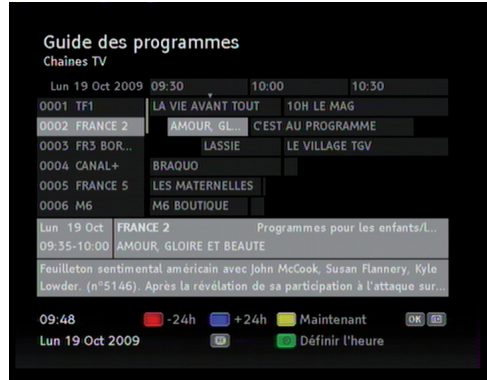 Guide des programmes
Chaînes TV
Lun 19 Oct 2009 09:30 10:00 10:30
0001 TF1 LA VIE AVANT TOUT 10H LE MAG
0002 FRANCE 2 AMOUR, GL... C'EST AU PROGRAMME
0003 FR3 BOR... LASSIE LE VILLAGE TGV
0004 CANAL+ BRAQUO
0005 FRANCE 5 LES MATERNELLES
0006 M6 M6 BOUTIQUE
Lun 19 Oct FRANCE 2 Programmes pour les enfants/l...
09:35-10:00 AMOUR, GLOIRE ET BEAUTE
Feuilleton sentimental américain avec John McCook, Susan Flannery, Kyle
Lowder. (n°5146). Après la révélation de sa participation à l'attaque sur...
09:48 -24h +24h Maintenant OK
Lun 19 Oct 2009 Définir l'heure